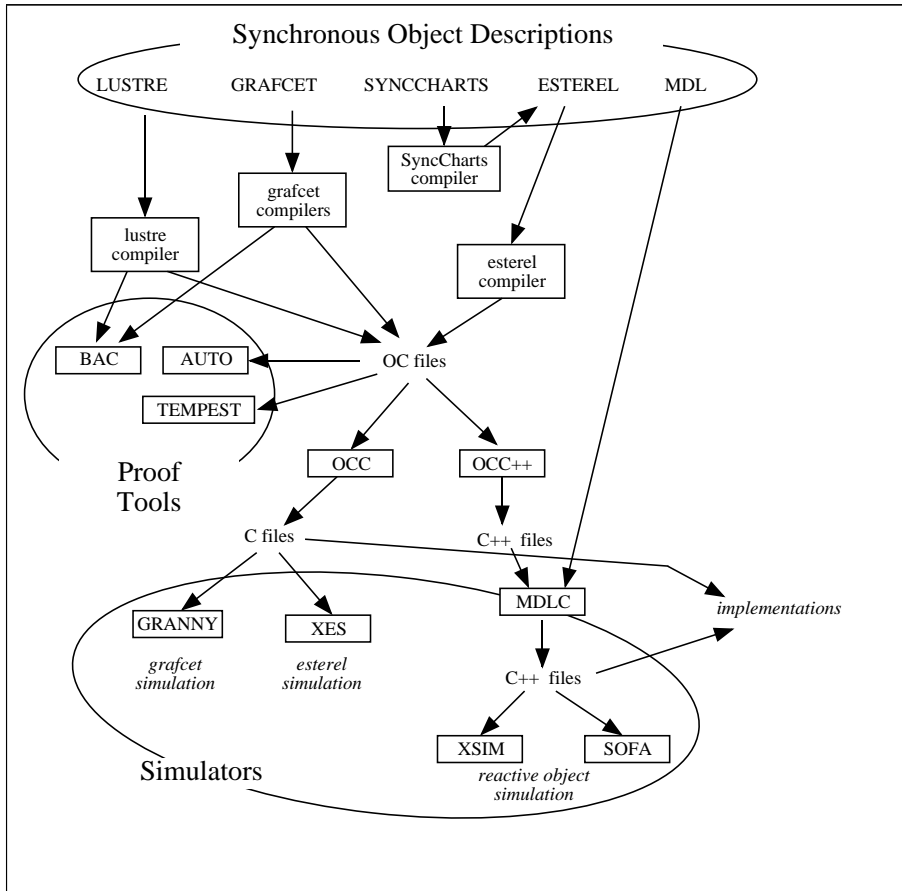 Synchronous Object Descriptions
LUSTRE GRAFCET SYNCCHARTS ESTEREL MDL
SyncCharts
compiler
grafcet
compilers
lustre
compiler
esterel
compiler
BAC AUTO OC files
TEMPEST
OCC OCC++
Proof
Tools
C files C++ files
MDLC
implementations
GRANNY XES
grafcet
simulation
esterel
simulation
C++ files
XSIM SOFA
Simulators
reactive object
simulation